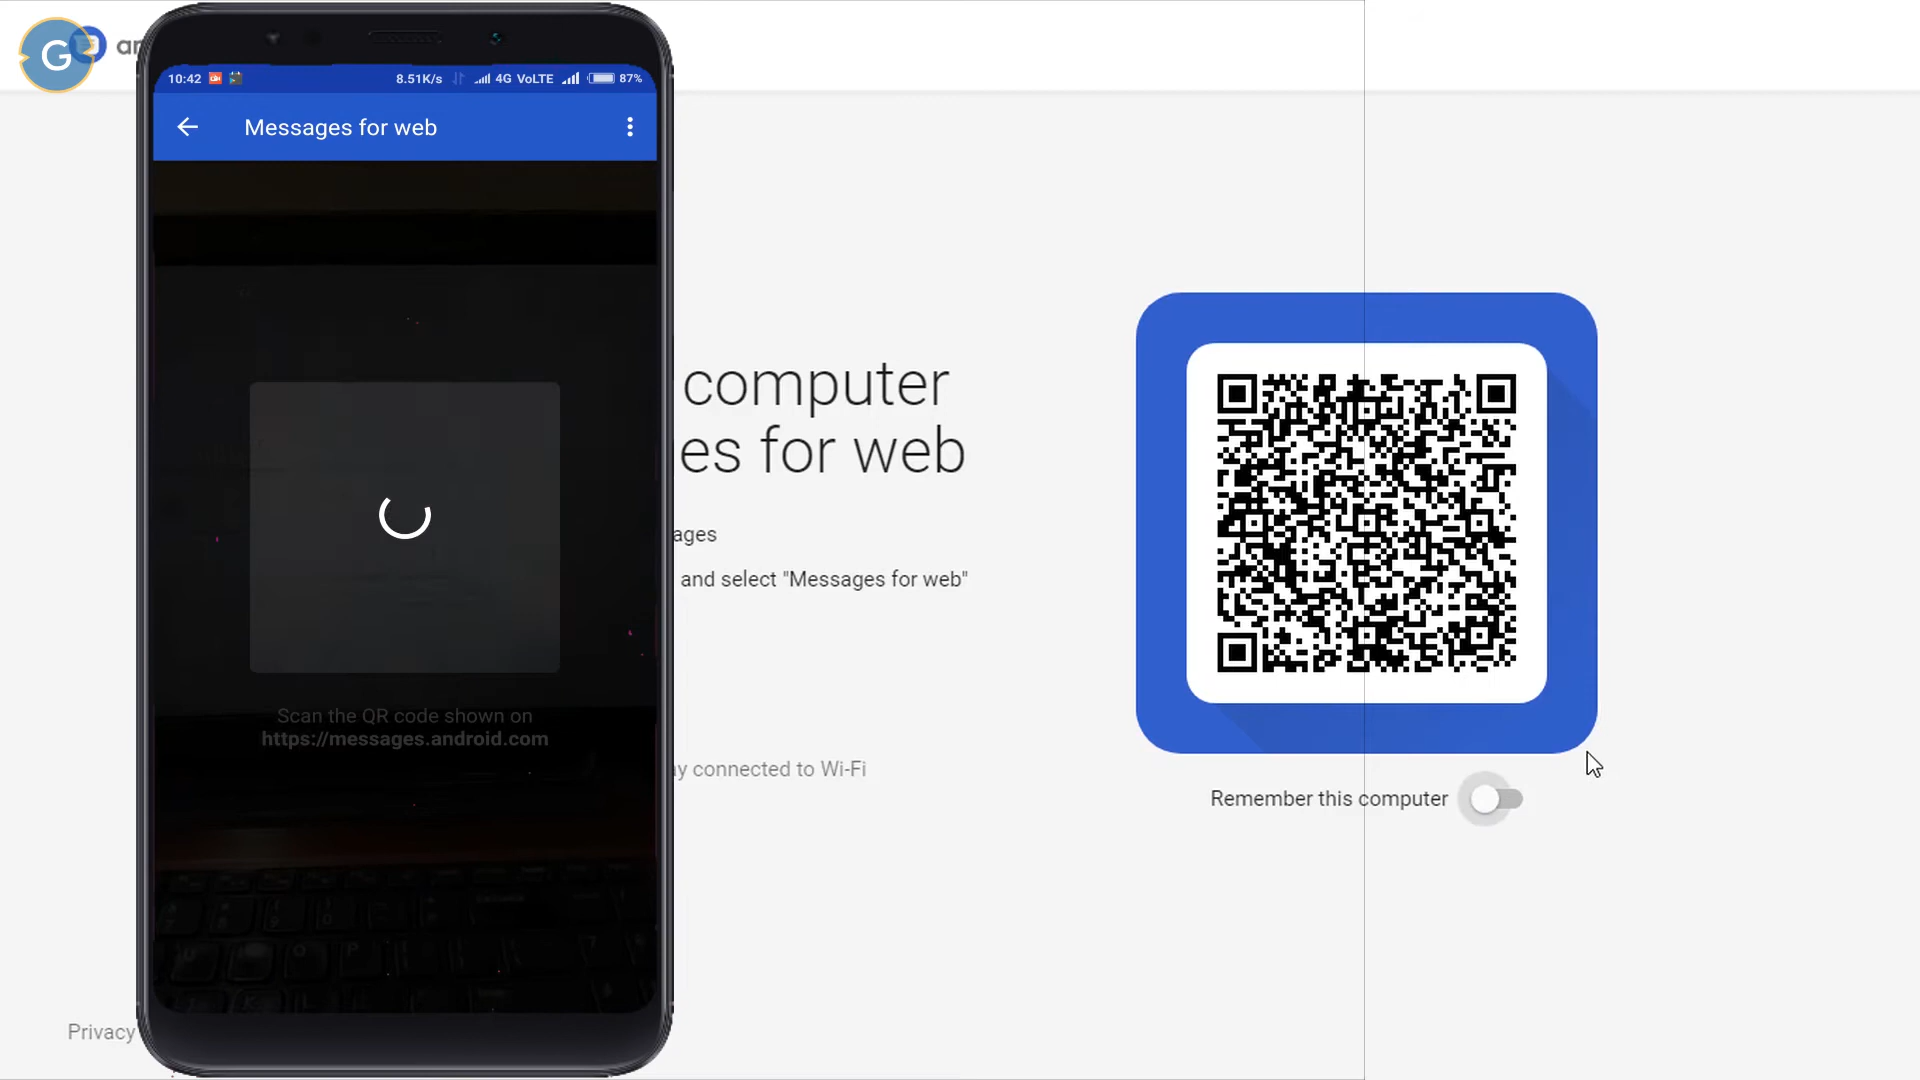 G
10:42 8.51K/s 4G VoLTE 87%
Messages for web
Scan the QR code shown on
https://messages.android.com
computer
es for web
ages
and select "Messages for web"
y connected to Wi-Fi
Remember this computer
Privacy